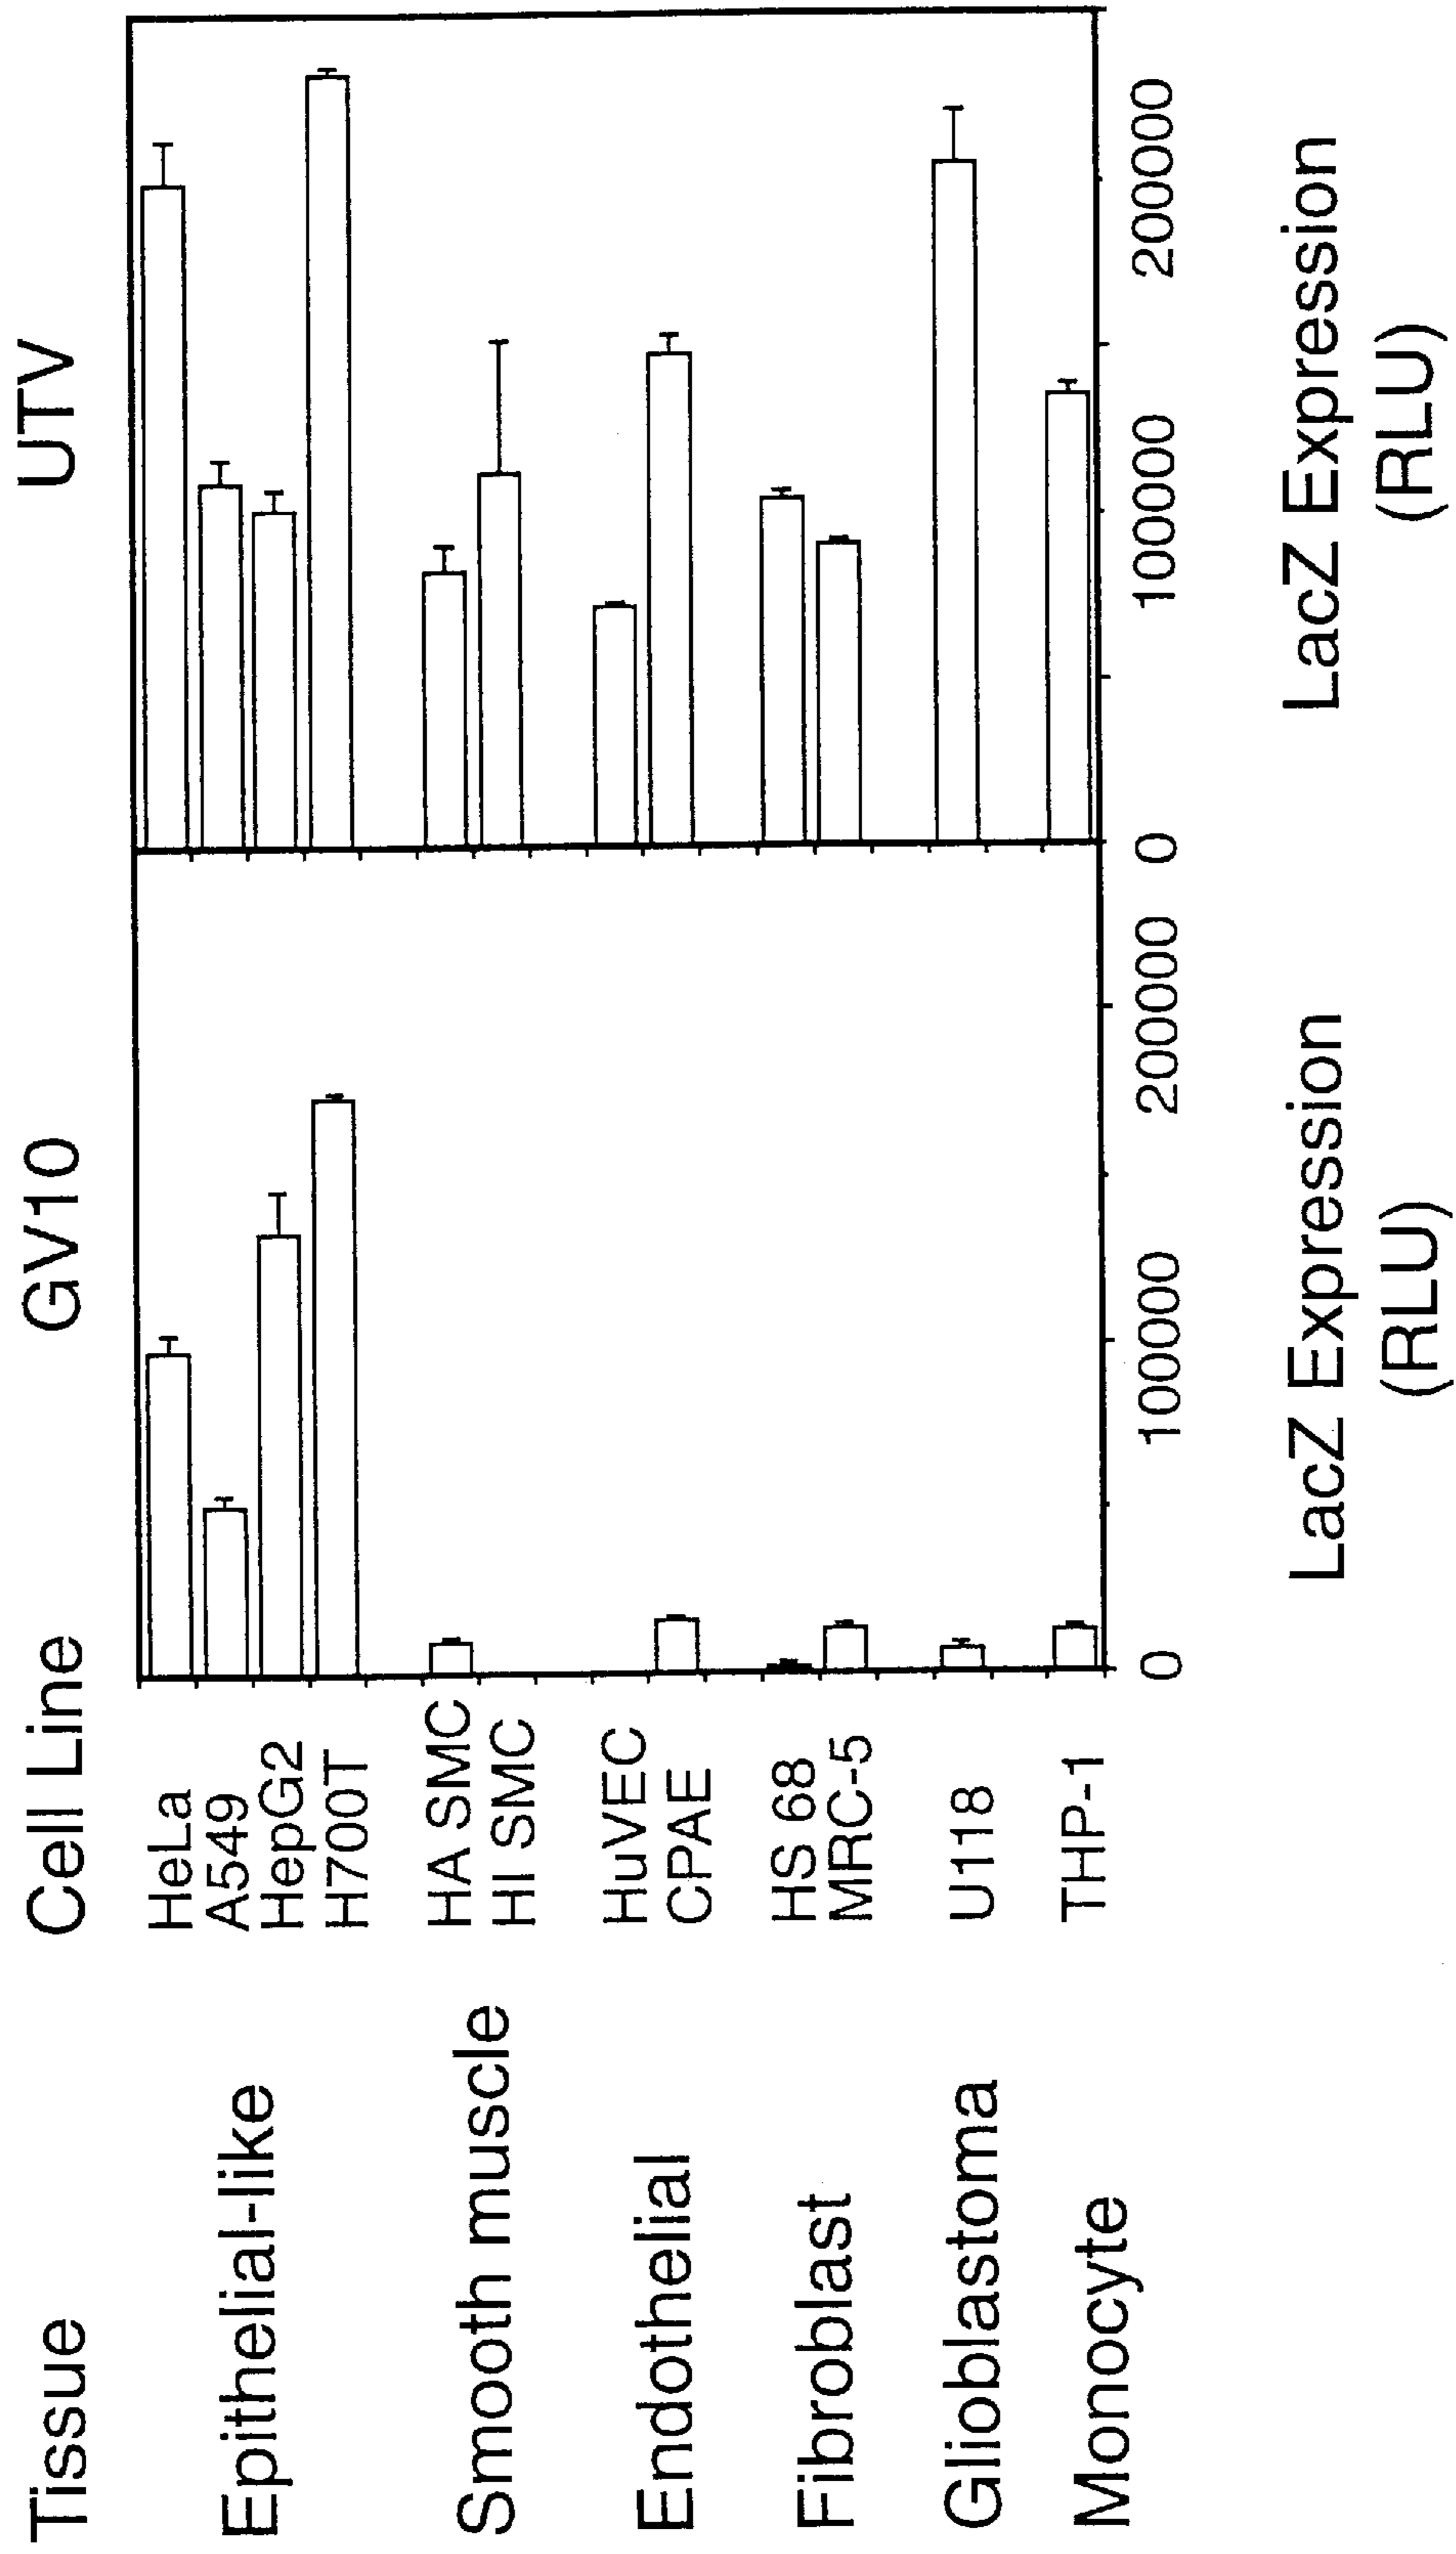 Tissue Cell Line GV10 UTV
Epithelial-like HeLa
A549
HepG2
H700T
Smooth muscle HA SMC
HI SMC
Endothelial HuVEC
CPAE
Fibroblast HS 68
MRC-5
Glioblastoma U118
Monocyte THP-1
0 100000 200000 0 100000 200000
LacZ Expression LacZ Expression
(RLU) (RLU)